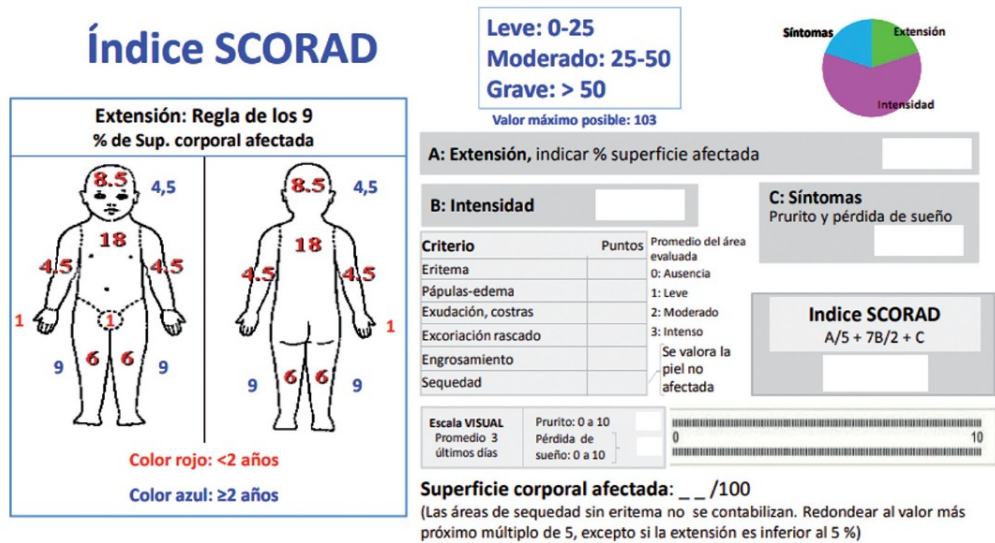 Índice SCORAD
Leve: 0-25
Moderado: 25-50
Grave: > 50
Valor máximo posible: 103
Síntomas
Extensión
Intensidad
Extensión: Regla de los 9
% de Sup. corporal afectada
8.5 4,5
18
4.5 4.5
1 1
6 6
9 9
8.5 4,5
18
4.5 4.5
1
6 6
9 9
Color rojo: <2 años
Color azul: ≥2 años
A: Extensión, indicar % superficie afectada
B: Intensidad
C: Síntomas
Prurito y pérdida de sueño
Criterio Puntos
Eritema
Pápulas-edema
Exudación, costras
Excoriación rascado
Engrosamiento
Sequedad
Promedio del área
evaluada
0: Ausencia
1: Leve
2: Moderado
3: Intenso
Se valora la
piel no
afectada
Indice SCORAD
A/5 + 7B/2 + C
Escala VISUAL
Promedio 3
últimos días
Prurito: 0 a 10
Pérdida de
sueño: 0 a 10
0 10
Superficie corporal afectada: _ _ /100
(Las áreas de sequedad sin eritema no se contabilizan. Redondear al valor más
próximo múltiplo de 5, excepto si la extensión es inferior al 5 %)